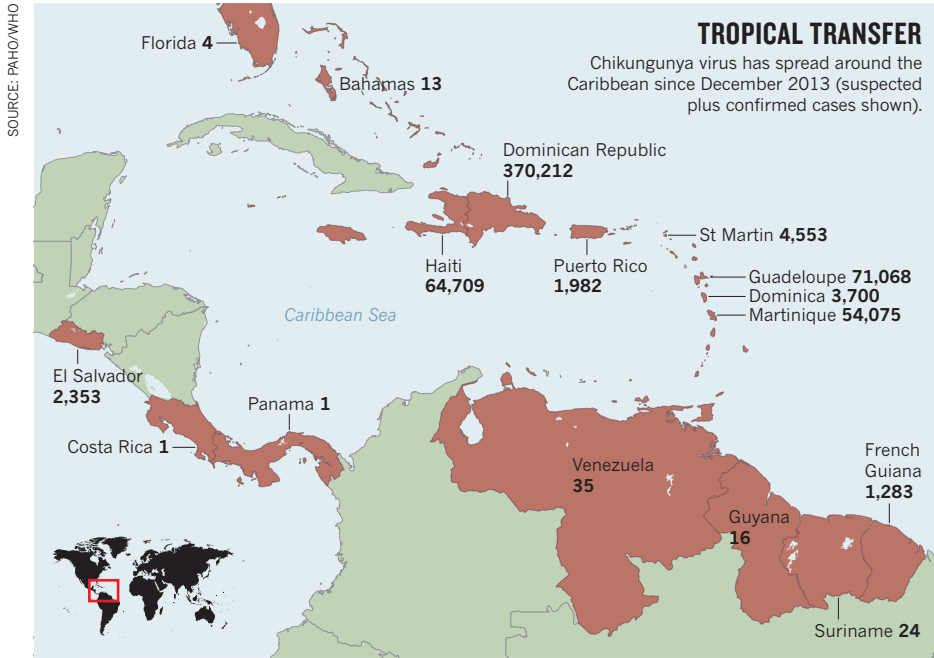 SOURCE: PAHO/WHO
TROPICAL TRANSFER
Chikungunya virus has spread around the
Caribbean since December 2013 (suspected
plus confirmed cases shown).
Florida 4
Bahamas 13
Dominican Republic
370,212
Haiti
64,709
Puerto Rico
1,982
St Martin 4,553
Guadeloupe 71,068
Dominica 3,700
Martinique 54,075
Caribbean Sea
El Salvador
2,353
Panama 1
Costa Rica 1
Venezuela
35
Guyana
16
French
Guiana
1,283
Suriname 24